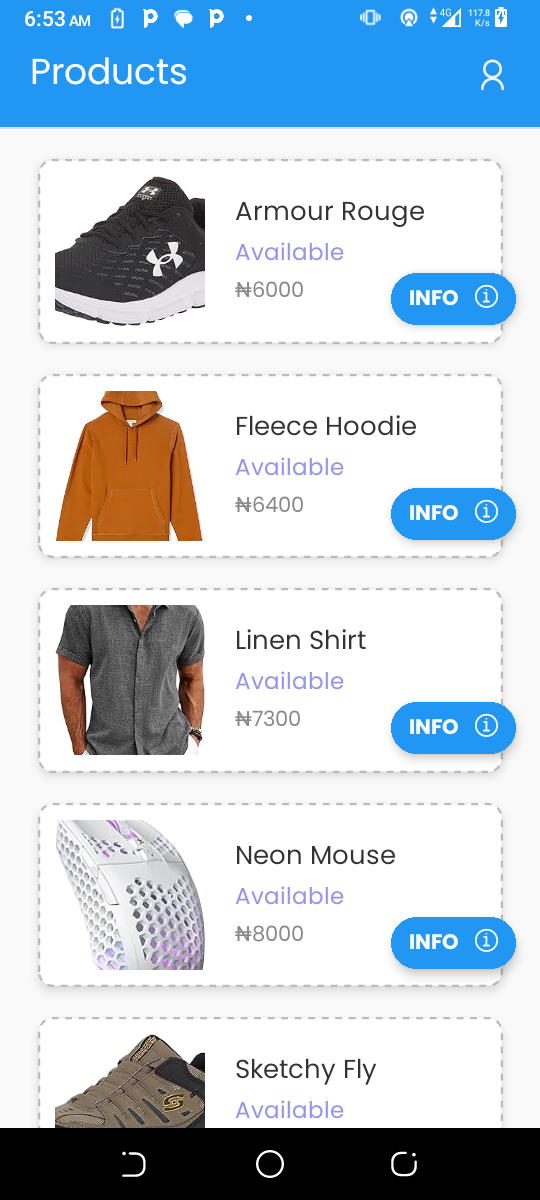 6:53 AM
4G
117.8
K/s
Products
Armour Rouge
Available
₦6000
INFO
Fleece Hoodie
Available
₦6400
INFO
Linen Shirt
Available
₦7300
INFO
Neon Mouse
Available
₦8000
INFO
Sketchy Fly
Available